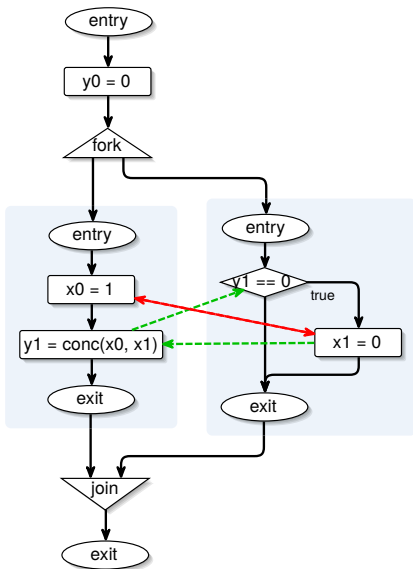 entry
y0 = 0
fork
entry
x0 = 1
y1 = conc(x0, x1)
exit
entry
y1 == 0
true
x1 = 0
exit
join
exit